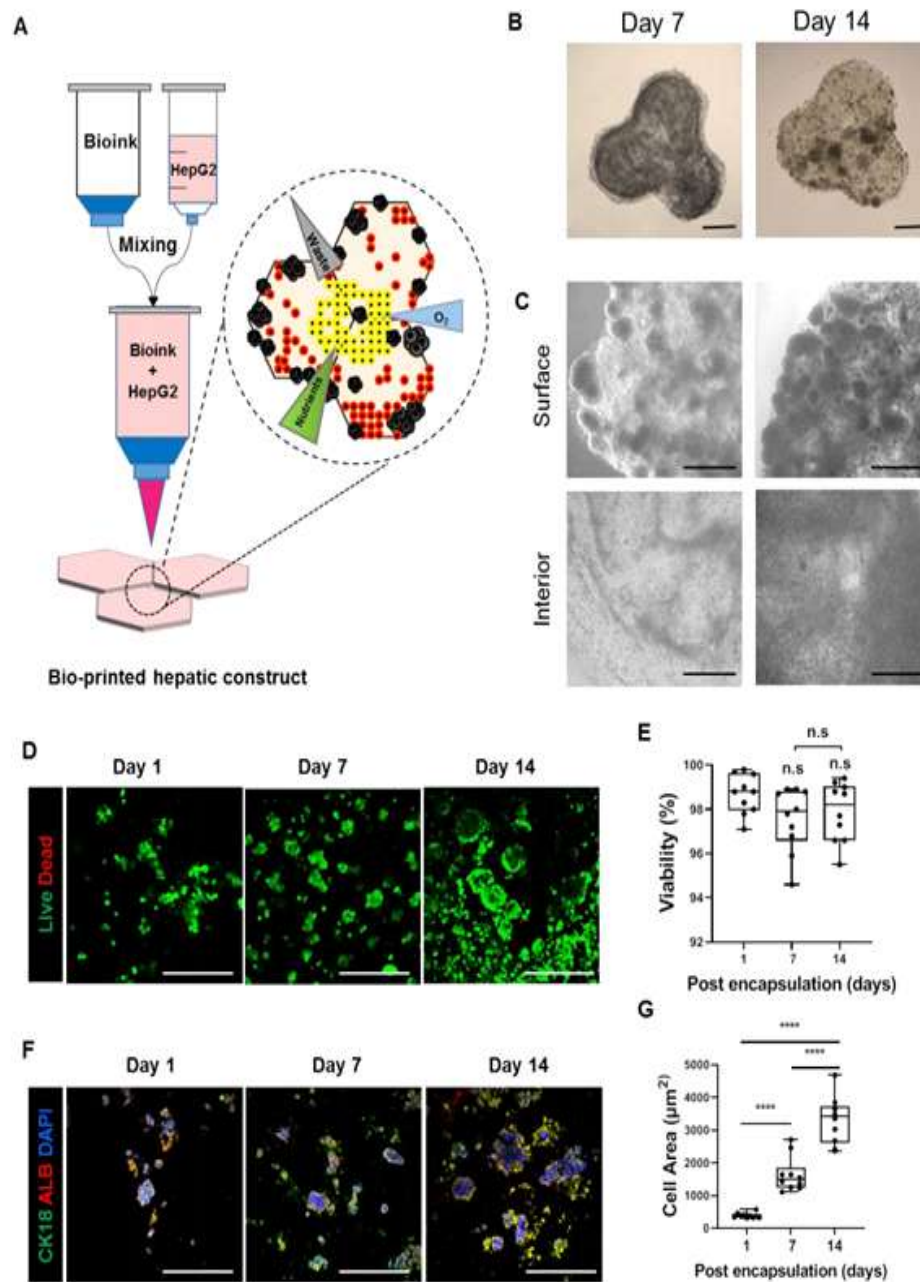 A
Bioink
HepG2
Mixing
Bioink
+
HepG2
Waste
O₂
Nutrients
Bio-printed hepatic construct
B
Day 7
Day 14
C
Surface
Interior
D
Day 1
Day 7
Day 14
Live Dead
E
n.s
n.s
n.s
100
98
96
94
92
Viability (%)
1 7 14
Post encapsulation (days)
F
Day 1
Day 7
Day 14
CK18 ALB DAPI
G
****
****
****
5000
4000
3000
2000
1000
0
Cell Area (µm²)
1 7 14
Post encapsulation (days)